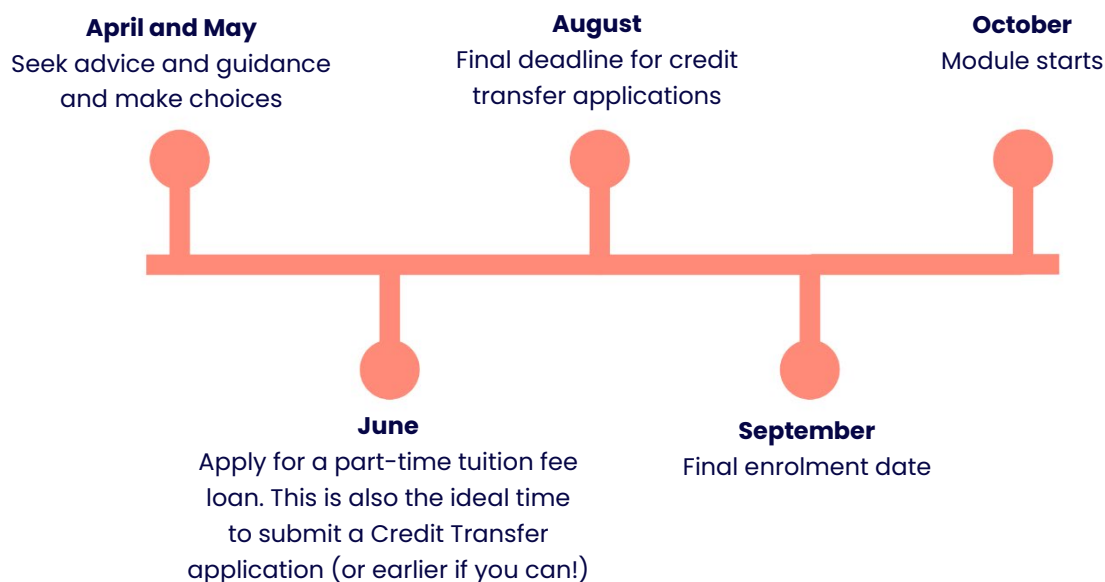 April and May
Seek advice and guidance
and make choices
August
Final deadline for credit
transfer applications
October
Module starts
June
Apply for a part-time tuition fee
loan. This is also the ideal time
to submit a Credit Transfer
application (or earlier if you can!)
September
Final enrolment date